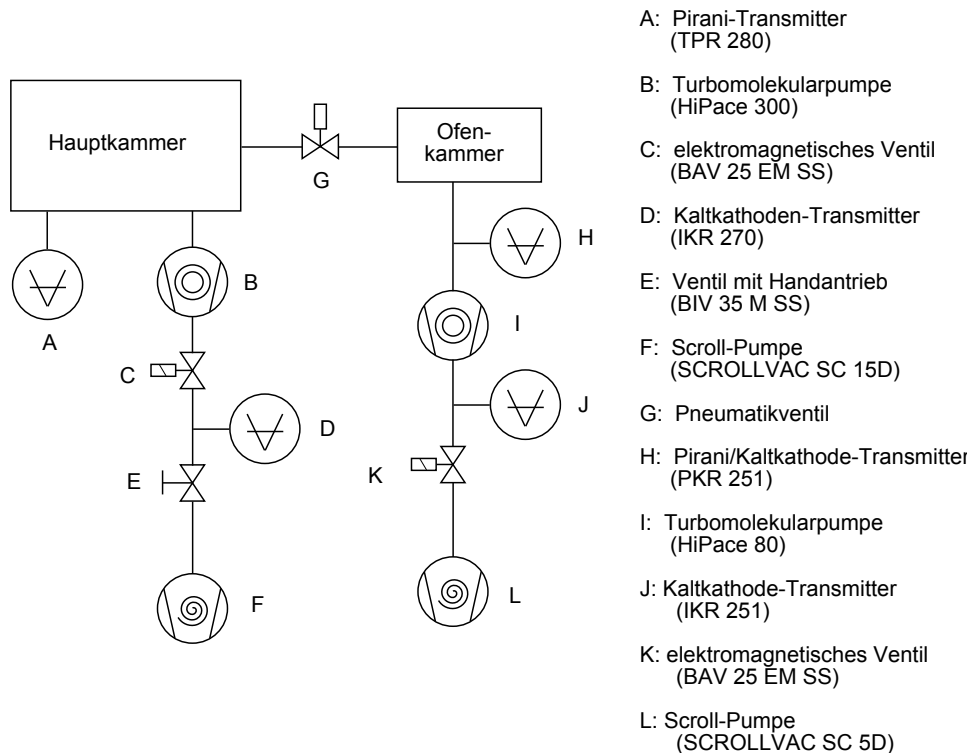 Hauptkammer
Ofen-
kammer
G
H
A
B
I
C
D
J
E
K
F
L
A: Pirani-Transmitter
(TPR 280)
B: Turbomolekularpumpe
(HiPace 300)
C: elektromagnetisches Ventil
(BAV 25 EM SS)
D: Kaltkathoden-Transmitter
(IKR 270)
E: Ventil mit Handantrieb
(BIV 35 M SS)
F: Scroll-Pumpe
(SCROLLVAC SC 15D)
G: Pneumatikventil
H: Pirani/Kaltkathode-Transmitter
(PKR 251)
I: Turbomolekularpumpe
(HiPace 80)
J: Kaltkathode-Transmitter
(IKR 251)
K: elektromagnetisches Ventil
(BAV 25 EM SS)
L: Scroll-Pumpe
(SCROLLVAC SC 5D)